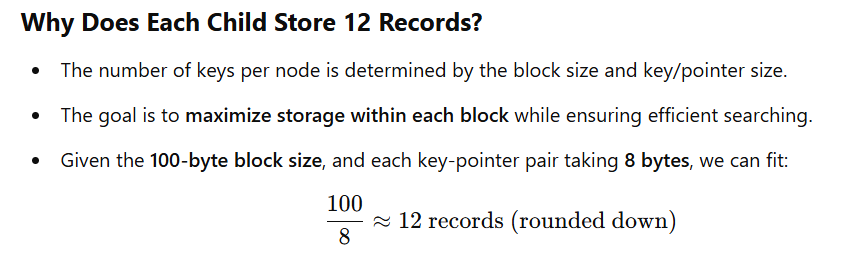 Why Does Each Child Store 12 Records?
• The number of keys per node is determined by the block size and key/pointer size.
• The goal is to maximize storage within each block while ensuring efficient searching.
• Given the 100-byte block size, and each key-pointer pair taking 8 bytes, we can fit:
100
8
≈ 12 records (rounded down)